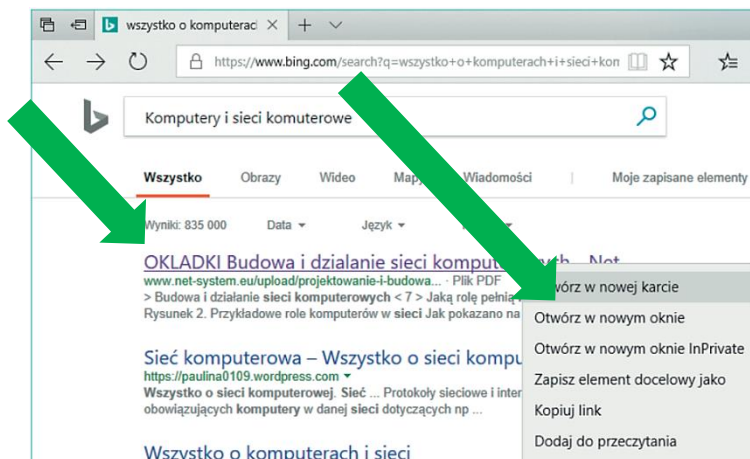 wszystko o komputerac
https://www.bing.com/search?q=wszystko+o+komputerach+i+sieci+kon
Komputery i sieci komuterowe
Wszystko Obrazy Wideo Map Wiadomości | Moje zapisane elementy
Wyniki: 835 000 Data Język
OKLADKI Budowa i dzialanie sieci komput Net
www.net-system.eu/upload/projektowanie-i-budowa... · Plik PDF
> Budowa i działanie sieci komputerowych < 7 > Jaką rolę pełnią
Rysunek 2. Przykładowe role komputerów w sieci Jak pokazano na
Sieć komputerowa – Wszystko o sieci kompu
https://paulina0109.wordpress.com
Wszystko o sieci komputerowej. Sieć ... Protokoły sieciowe i inter
obowiązujących komputery w danej sieci dotyczących np ...
Wszystko o komputerach i sieci
wórz w nowej karcie
Otwórz w nowym oknie
Otwórz w nowym oknie InPrivate
Zapisz element docelowy jako
Kopiuj link
Dodaj do przeczytania